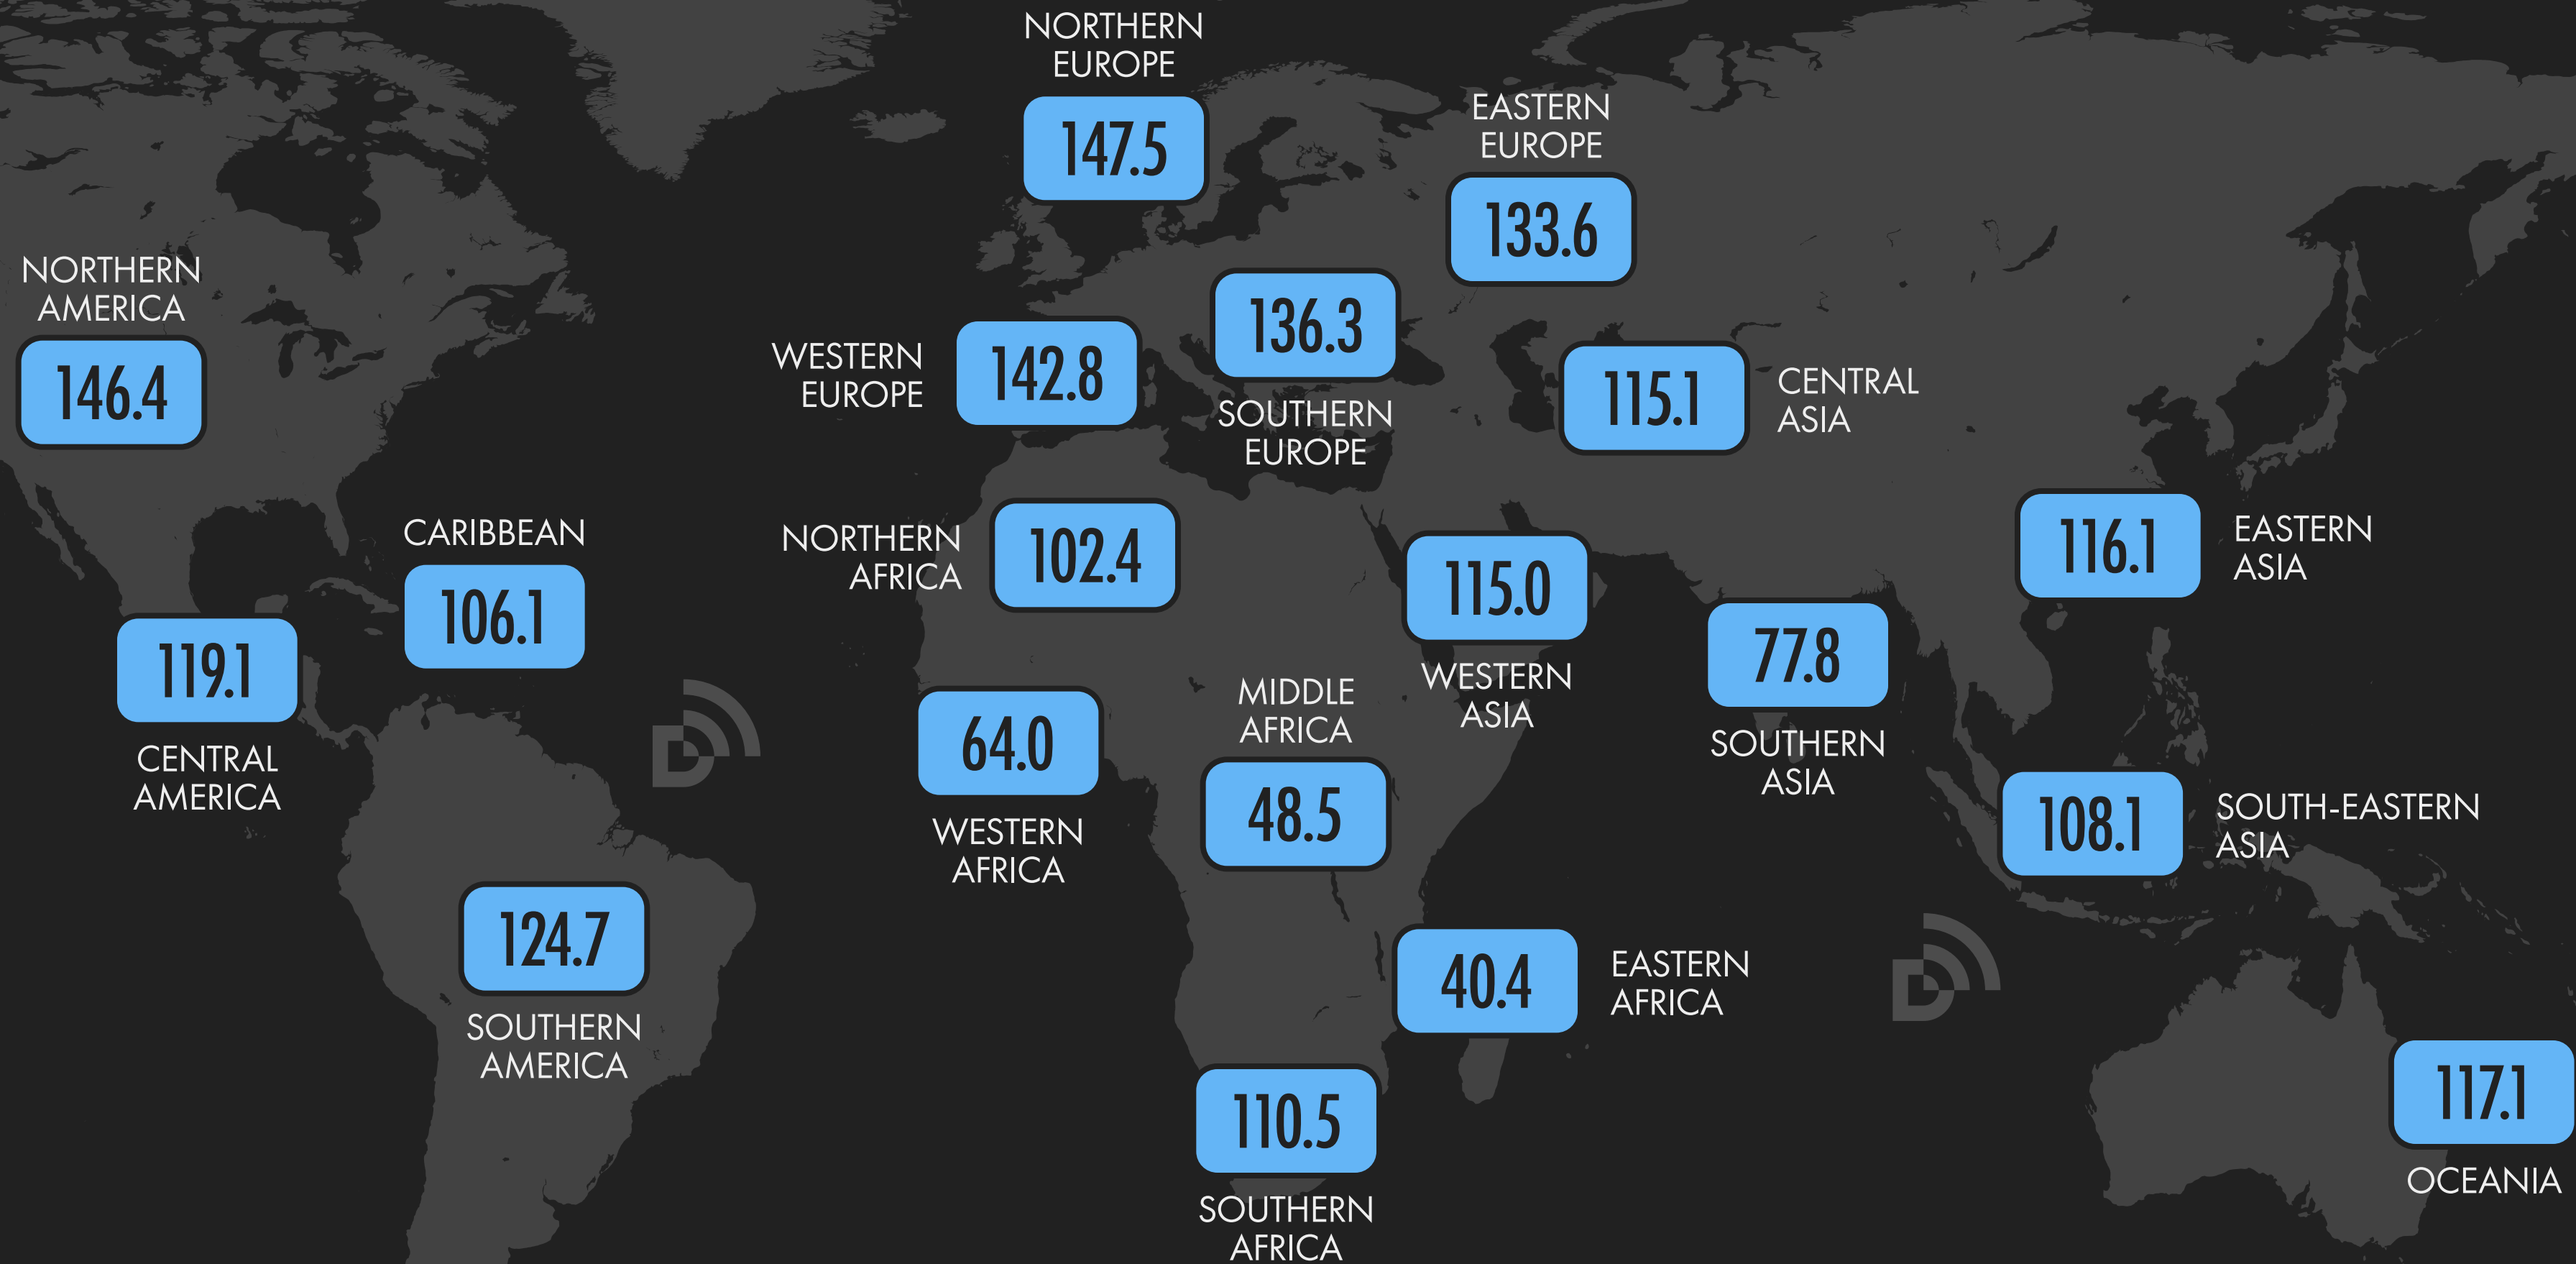 NORTHERN
EUROPE
147.5
EASTERN
EUROPE
133.6
NORTHERN
AMERICA
146.4
WESTERN
EUROPE
142.8
136.3
SOUTHERN
EUROPE
115.1
CENTRAL
ASIA
CARIBBEAN
106.1
NORTHERN
AFRICA
102.4
115.0
WESTERN
ASIA
116.1
EASTERN
ASIA
119.1
CENTRAL
AMERICA
64.0
WESTERN
AFRICA
MIDDLE
AFRICA
48.5
77.8
SOUTHERN
ASIA
108.1
SOUTH-EASTERN
ASIA
124.7
SOUTHERN
AMERICA
40.4
EASTERN
AFRICA
110.5
SOUTHERN
AFRICA
117.1
OCEANIA